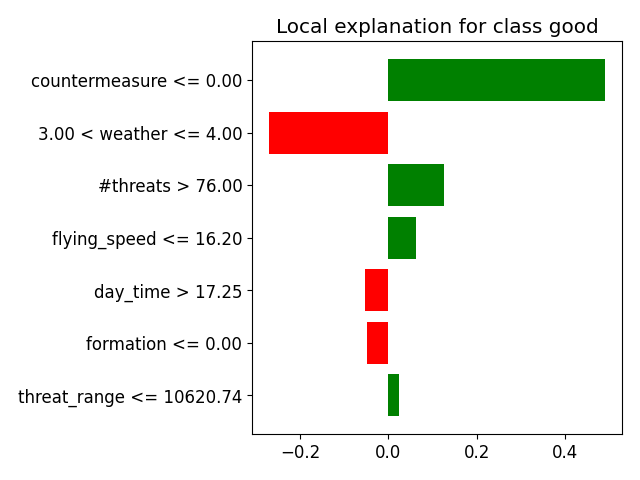 Local explanation for class good
countermeasure <= 0.00
3.00 < weather <= 4.00
#threats > 76.00
flying_speed <= 16.20
day_time > 17.25
formation <= 0.00
threat_range <= 10620.74
−0.2 0.0 0.2 0.4